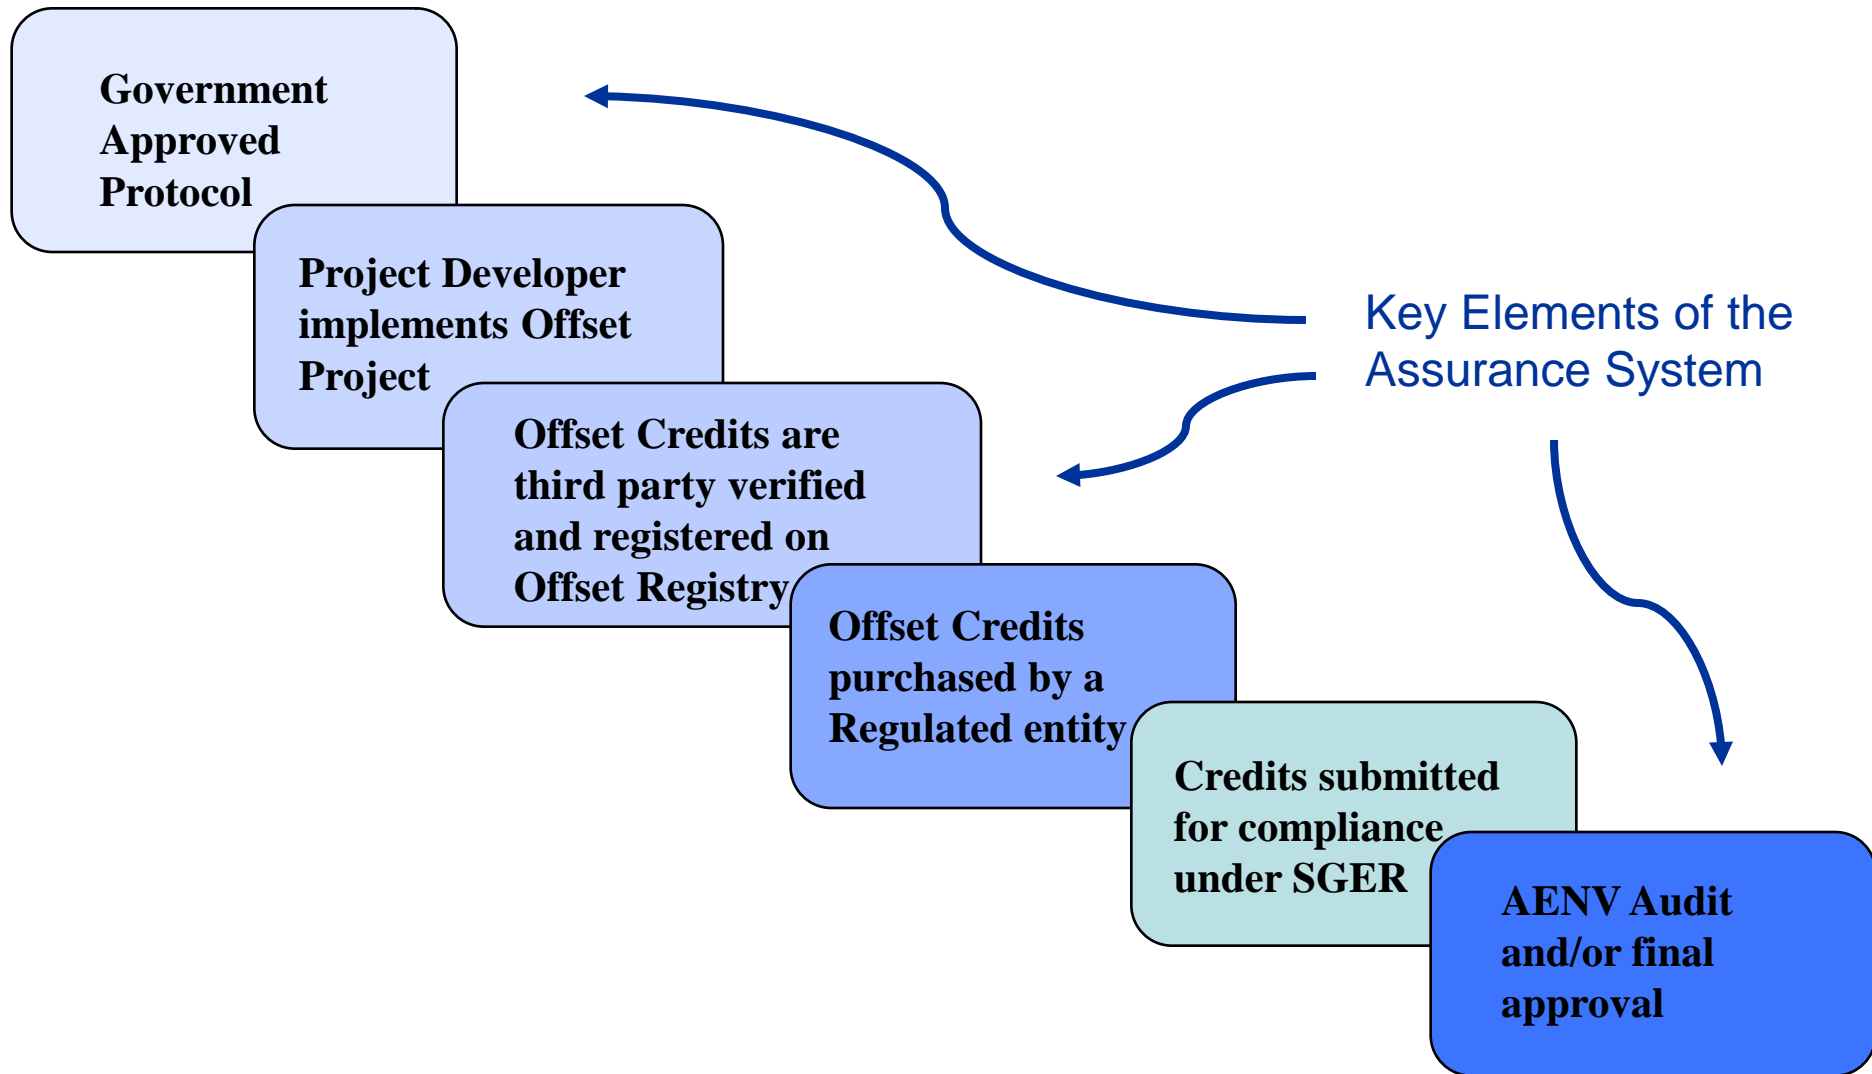 Government
Approved
Protocol
Project Developer
implements Offset
Project
Key Elements of the
Assurance System
Offset Credits are
third party verified
and registered on
Offset Registry
Offset Credits
purchased by a
Regulated entity
Credits submitted
for compliance
under SGER
AENV Audit
and/or final
approval